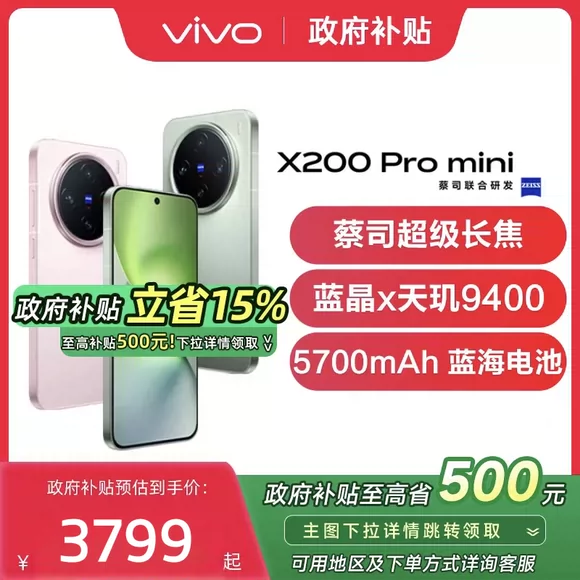 vivo 政府补贴
X200 Pro mini
蔡司联合研发 ZEISS
蔡司超级长焦
蓝晶x天玑9400
5700mAh 蓝海电池
政府补贴 立省15%
至高补贴500元!下拉详情领取
政府补贴预估到手价:
¥ 3799 起
政府补贴至高省500元
主图下拉详情跳转领取
可用地区及下单方式详询客服